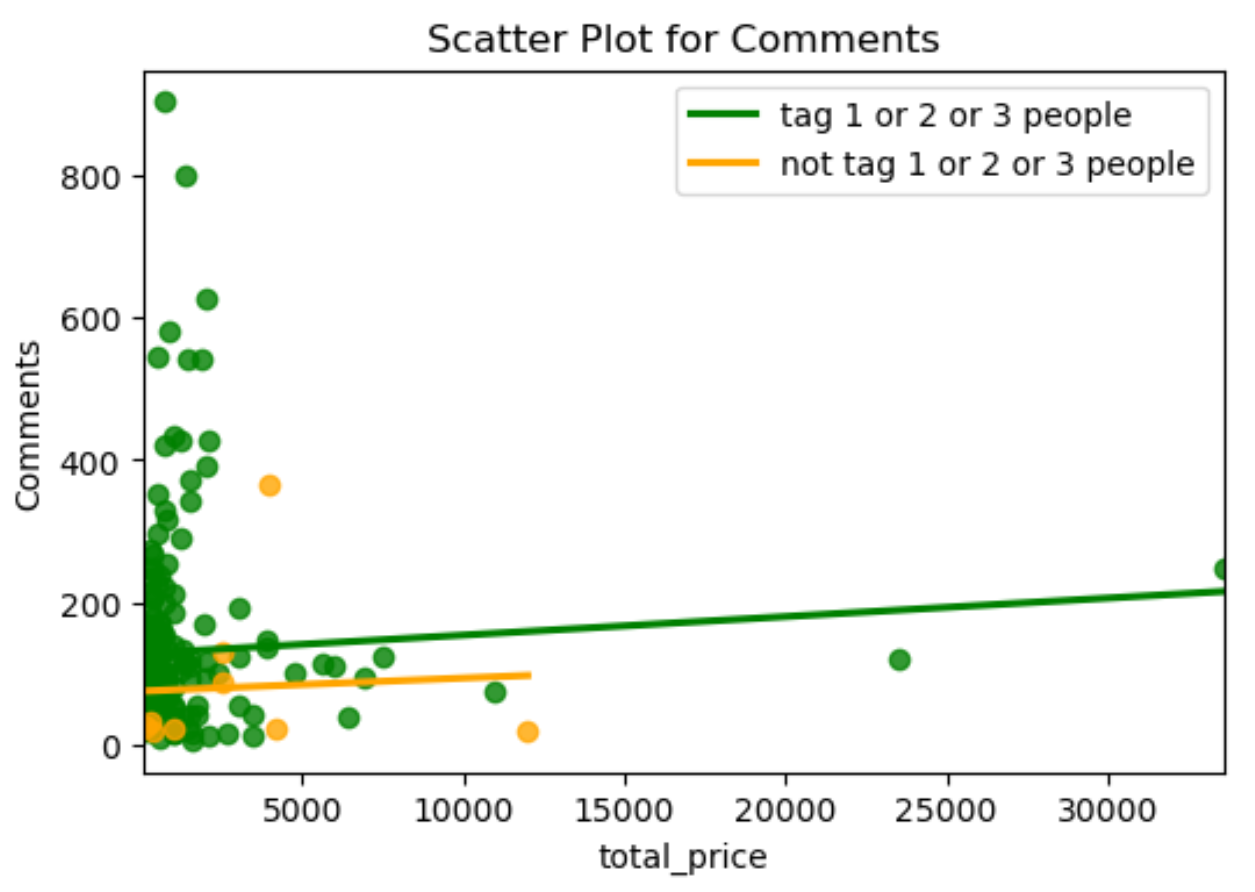 Scatter Plot for Comments
tag 1 or 2 or 3 people
not tag 1 or 2 or 3 people
Comments
800
600
400
200
0
5000 10000 15000 20000 25000 30000
total_price